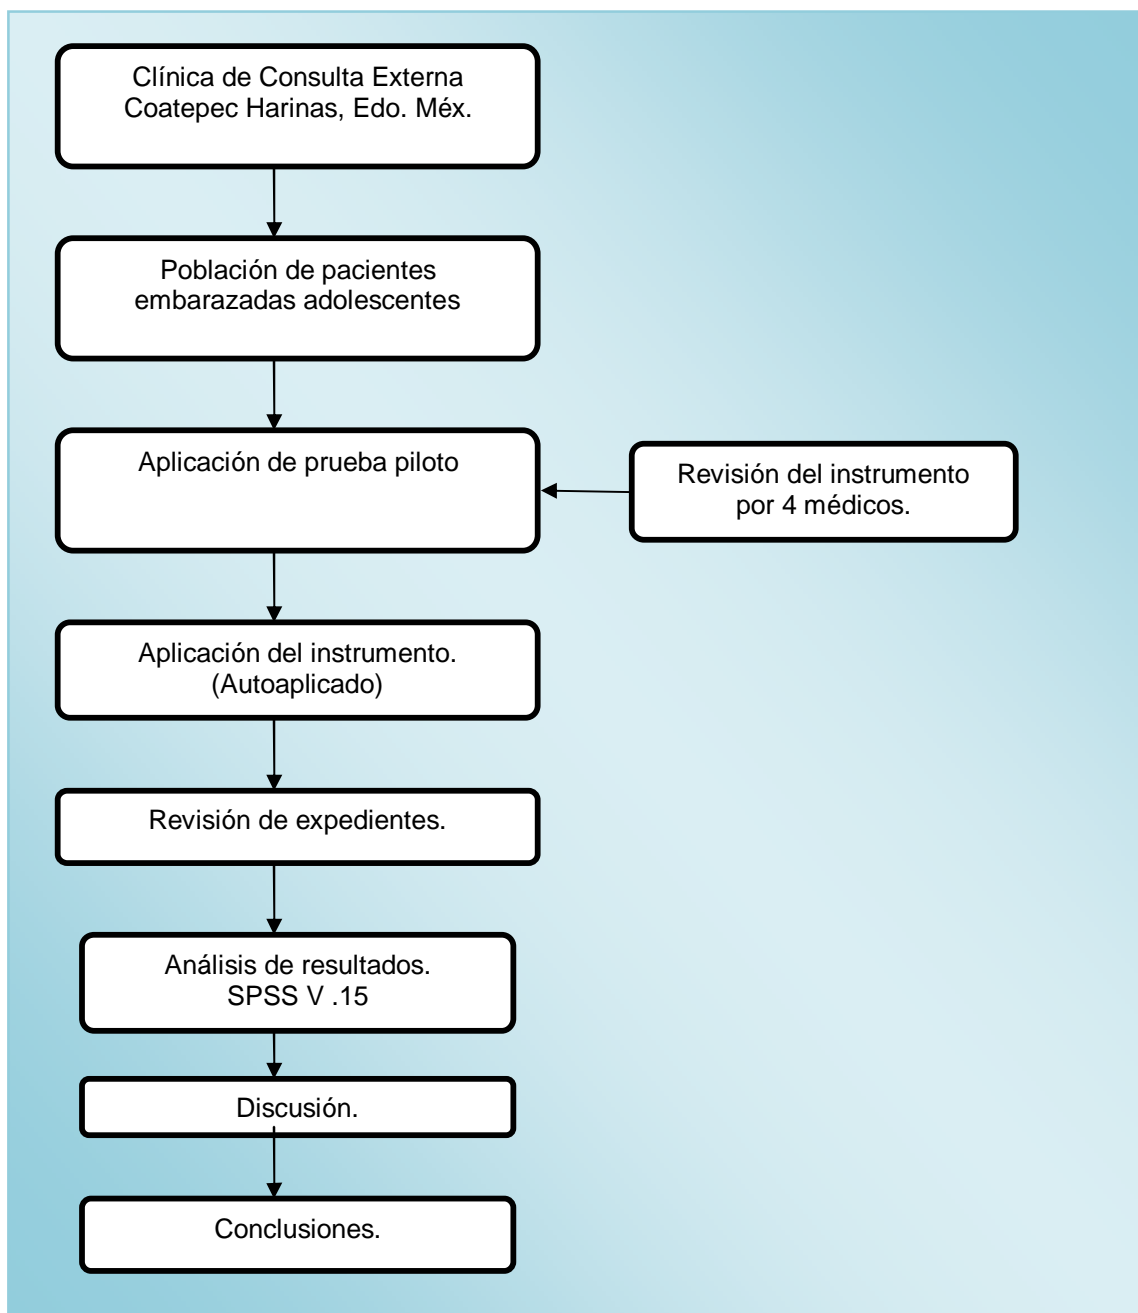 Clínica de Consulta Externa
Coatepec Harinas, Edo. Méx.
Población de pacientes
embarazadas adolescentes
Aplicación de prueba piloto
Revisión del instrumento
por 4 médicos.
Aplicación del instrumento.
(Autoaplicado)
Revisión de expedientes.
Análisis de resultados.
SPSS V .15
Discusión.
Conclusiones.